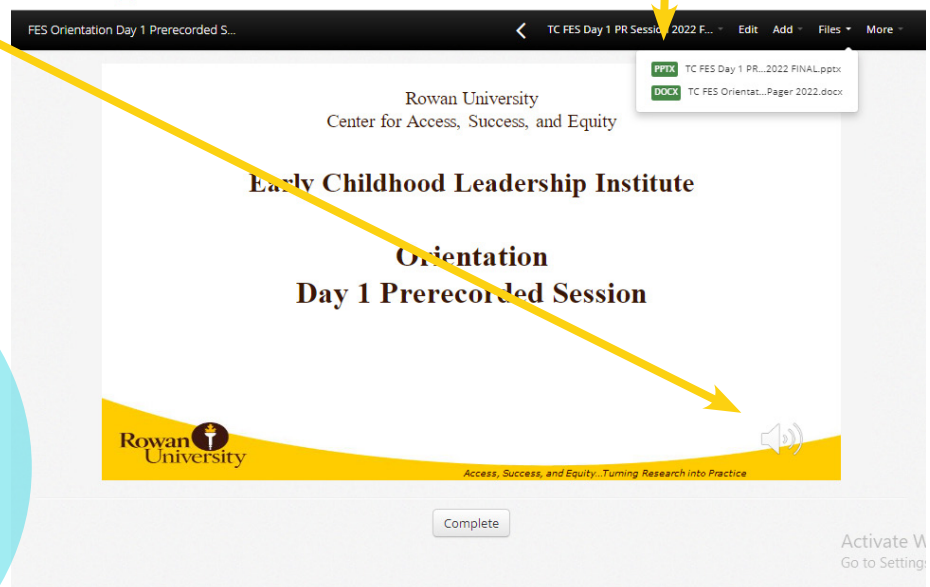 FES Orientation Day 1 Prerecorded S...
TC FES Day 1 PR Session 2022 F... Edit Add Files More
PPTX TC FES Day 1 PR...2022 FINAL.pptx
DOCX TC FES Orientat...Pager 2022.docx
Rowan University
Center for Access, Success, and Equity
Early Childhood Leadership Institute
Orientation
Day 1 Prerecorded Session
Rowan
University
Access, Success, and Equity...Turning Research into Practice
Complete
Activate W
Go to Settings